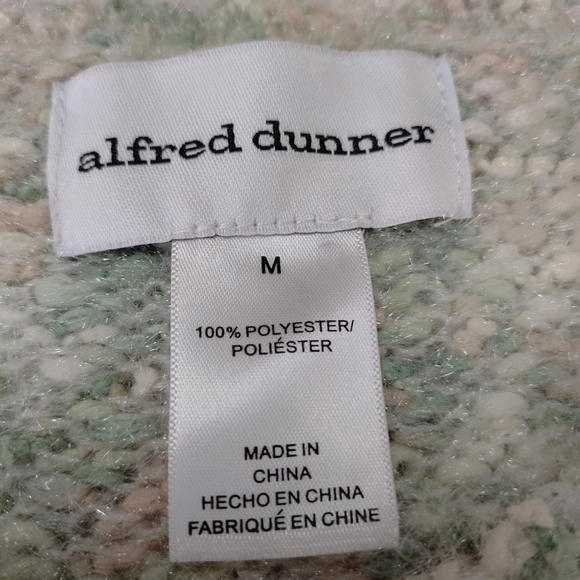 alfred dunner
M
100% POLYESTER/
POLIÉSTER
MADE IN
CHINA
HECHO EN CHINA
FABRIQUÉ EN CHINE